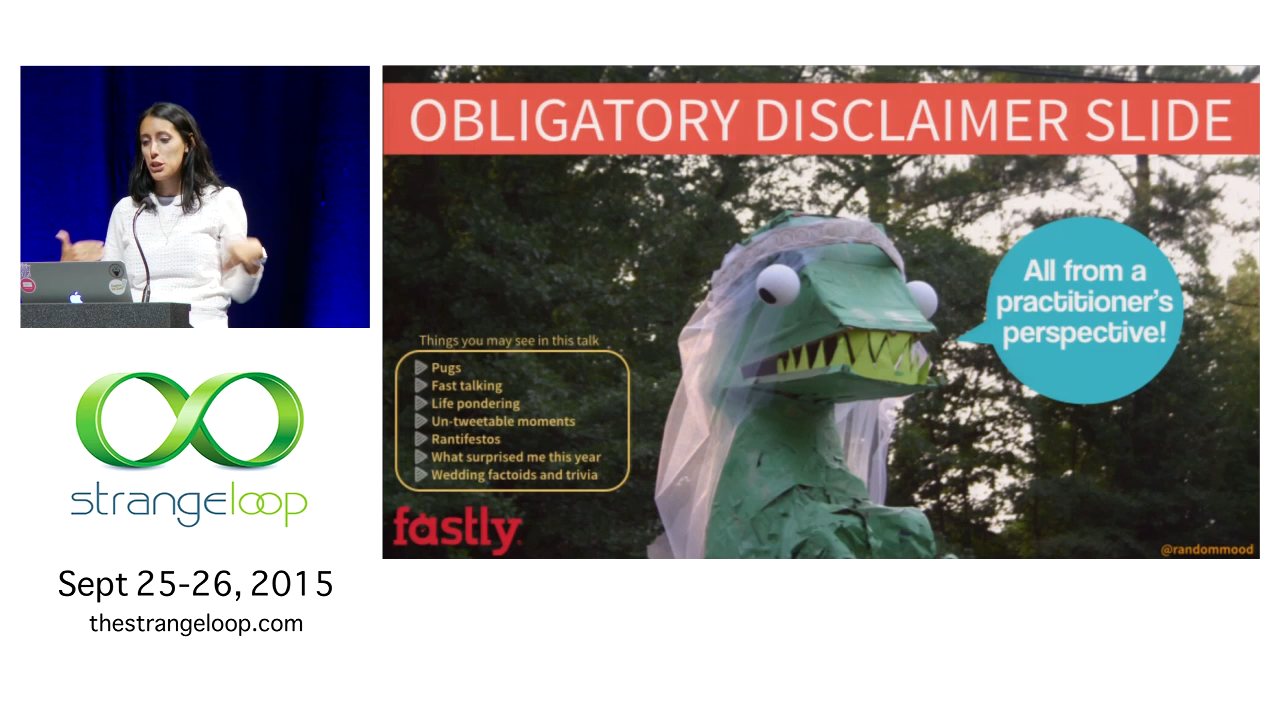 OBLIGATORY DISCLAIMER SLIDE
All from a
practitioner's
perspective!
Things you may see in this talk
Pugs
Fast talking
Life pondering
Un-tweetable moments
Rantifestos
What surprised me this year
Wedding factoids and trivia
fastly
@randommood
strangeloop
Sept 25-26, 2015
thestrangeloop.com